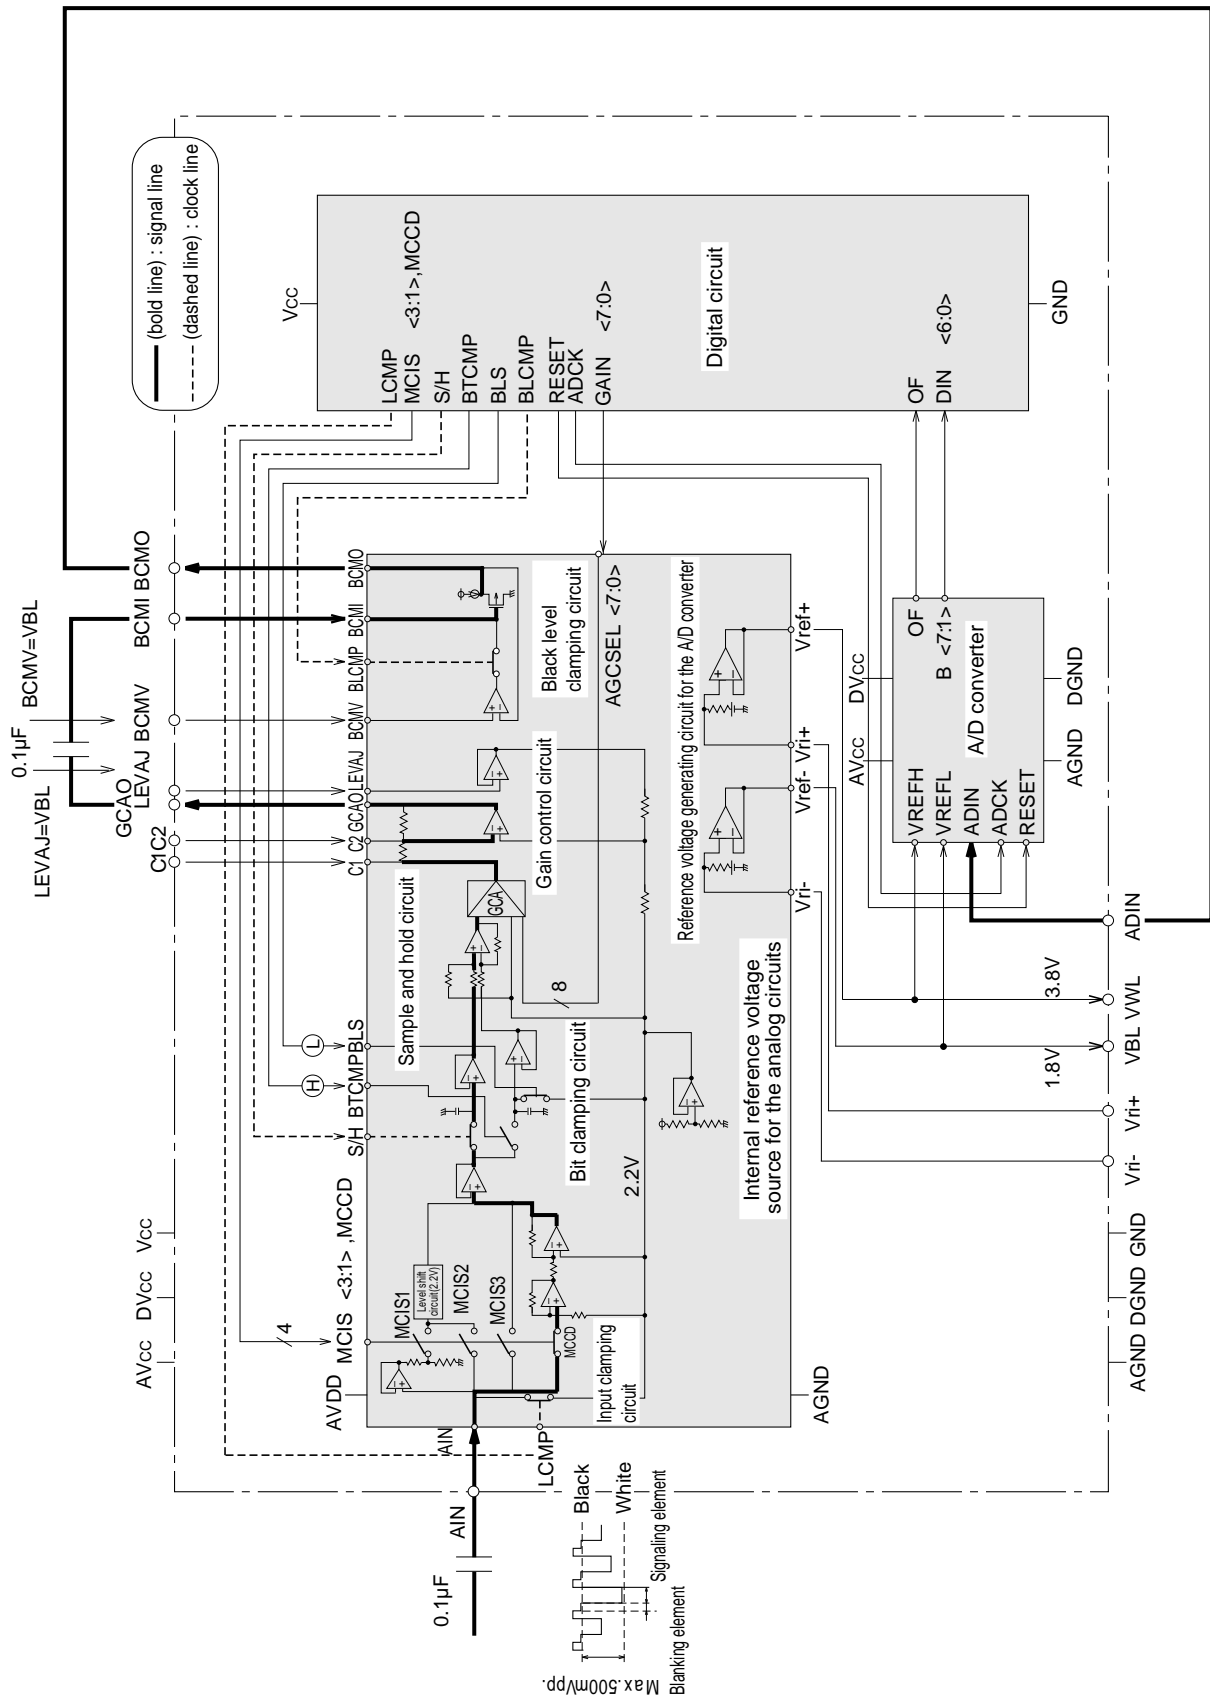 (bold line) : signal line
(dashed line) : clock line
0.1µF
LEVAJ=VBL
BCMV=VBL
C1C2
GCAO
LEVAJ
BCMV
BCMI
BCMO
AVCC
DVCC
VCC
MCIS <3:1> ,MCCD
4
S/H
BTCMP
BLS
H
L
C1
C2
GCAO
LEVAJ
BCMV
BLCMP
BCMI
BCMO
VCC
LCMP
MCIS <3:1>,MCCD
S/H
BTCMP
BLS
BLCMP
RESET
ADCK
GAIN <7:0>
Digital circuit
OF
DIN <6:0>
GND
AVDD
MCIS1
Level shift
circuit(2.2V)
MCIS2
MCIS3
MCCD
Input clamping
circuit
AIN
LCMP
AGND
Sample and hold circuit
Bit clamping circuit
GCA
8
Gain control circuit
Black level
clamping circuit
AGCSEL <7:0>
2.2V
Internal reference voltage
source for the analog circuits
Reference voltage generating circuit for the A/D converter
Vri-
Vref-
Vri+
Vref+
AVCC
DVCC
VREFH
VREFL
ADIN
ADCK
RESET
OF
B <7:1>
A/D converter
AGND
DGND
AIN
0.1µF
Black
White
Max.500mVpp.
Signaling element
Blanking element
1.8V
3.8V
AGND
DGND
GND
Vri-
Vri+
VBL
VWL
ADIN